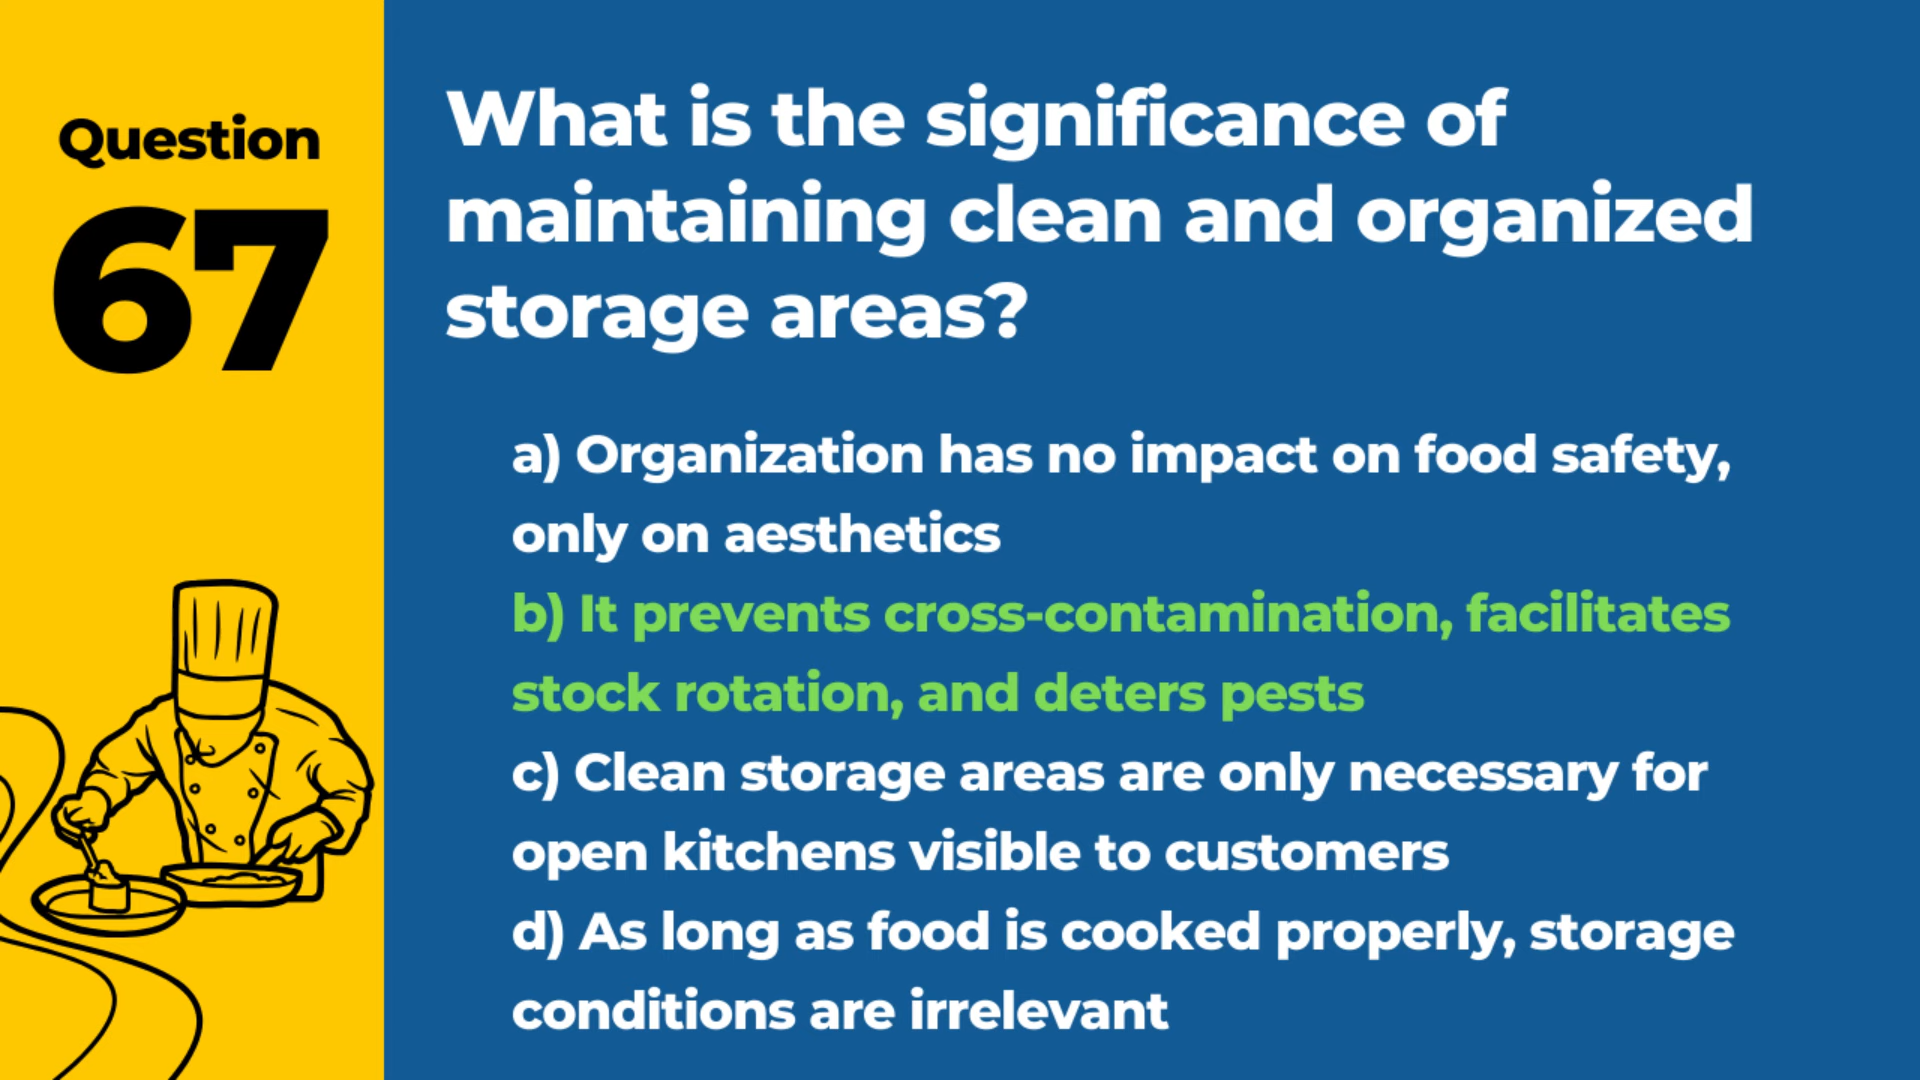 Question
67
What is the significance of
maintaining clean and organized
storage areas?
a) Organization has no impact on food safety,
only on aesthetics
b) It prevents cross-contamination, facilitates
stock rotation, and deters pests
c) Clean storage areas are only necessary for
open kitchens visible to customers
d) As long as food is cooked properly, storage
conditions are irrelevant